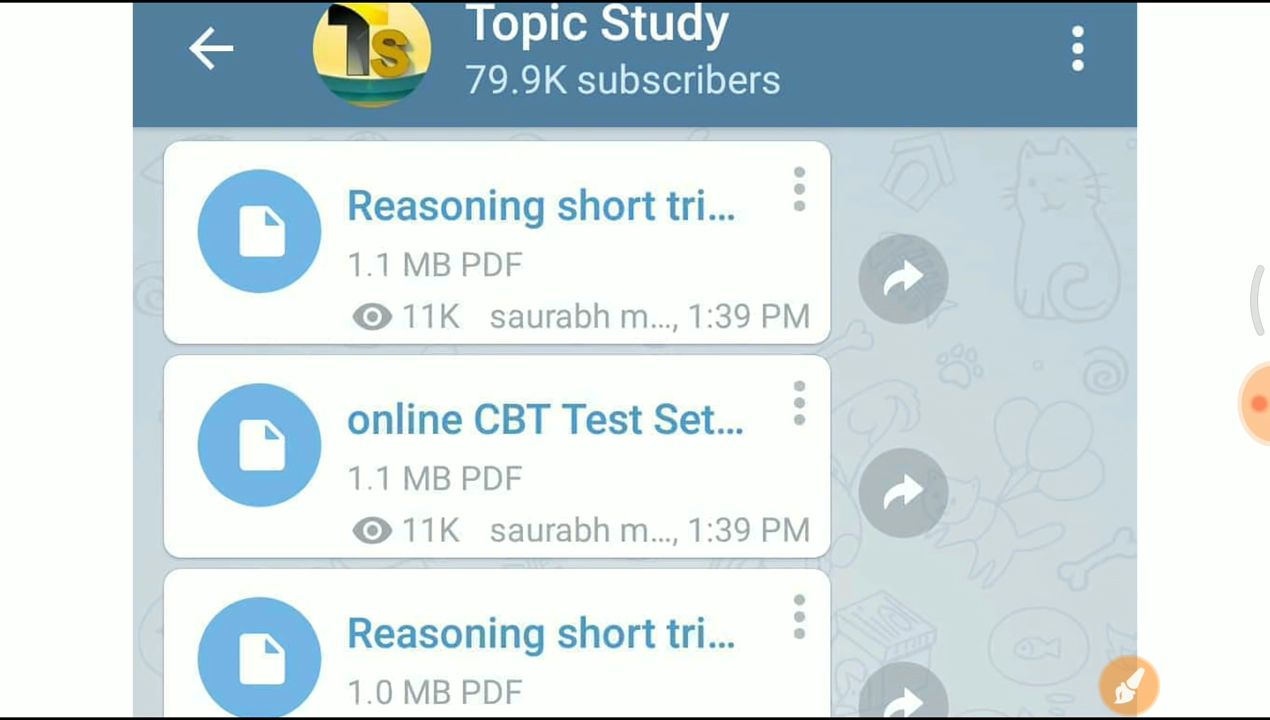 Topic Study
Ts
79.9K subscribers
Reasoning short tri...
1.1 MB PDF
11K saurabh m..., 1:39 PM
online CBT Test Set...
1.1 MB PDF
11K saurabh m..., 1:39 PM
Reasoning short tri...
1.0 MB PDF